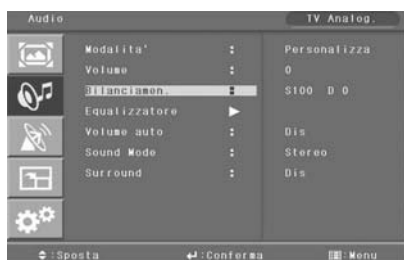 Audio TV Analog.
Modalita' : Personalizza
Volume : 0
Bilanciamen. : S100 D 0
Equalizzatore
Volume auto : Dis
Sound Mode : Stereo
Surround : Dis
:Sposta :Conferma :Menu